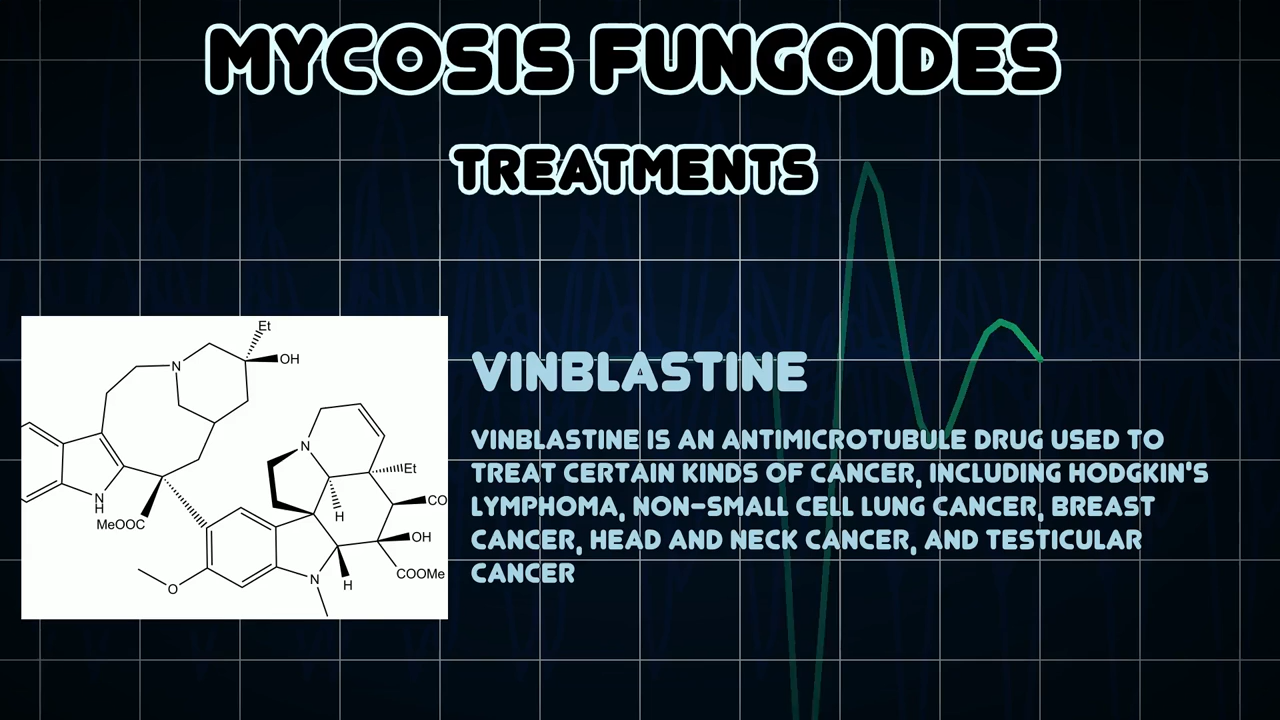 MYCOSIS FUNGOIDES
TREATMENTS
Et
N
OH
N
Et
N
H
MeOOC
H
CO
OH
N
H
COOMe
O
VINBLASTINE
VINBLASTINE IS AN ANTIMICROTUBULE DRUG USED TO
TREAT CERTAIN KINDS OF CANCER, INCLUDING HODGKIN'S
LYMPHOMA, NON-SMALL CELL LUNG CANCER, BREAST
CANCER, HEAD AND NECK CANCER, AND TESTICULAR
CANCER